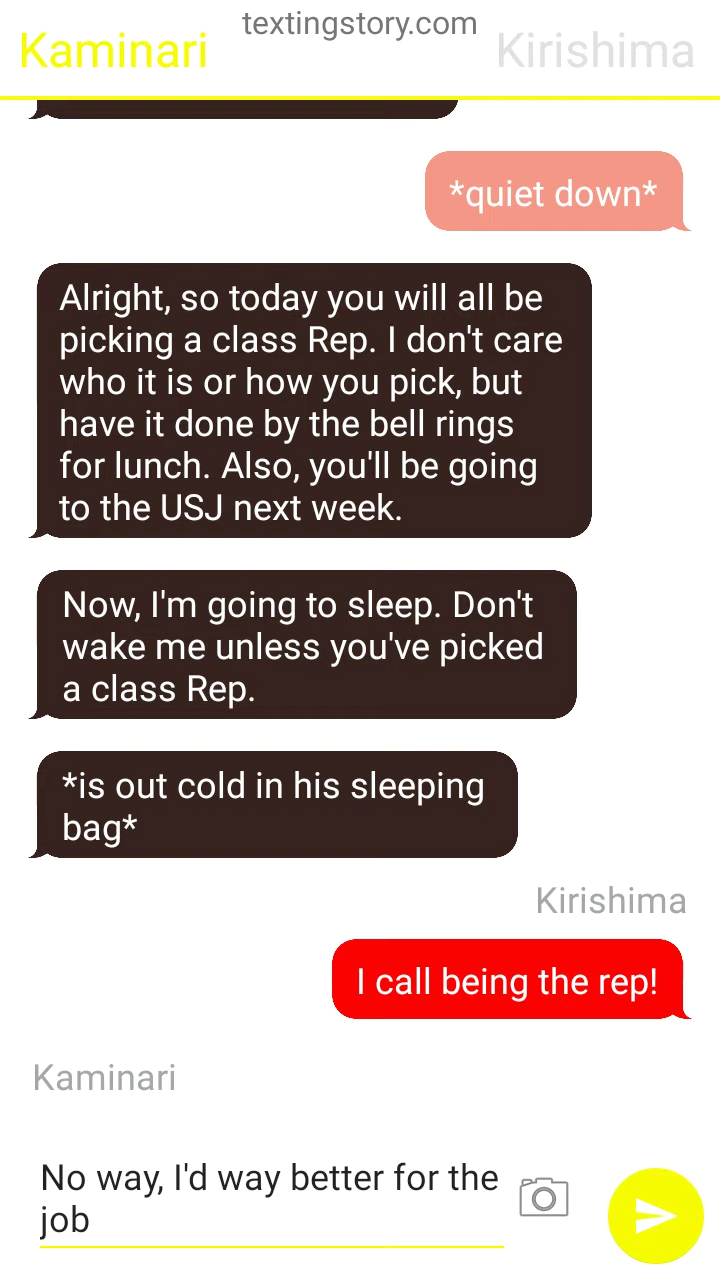 textingstory.com
Kaminari
Kirishima
*quiet down*
Alright, so today you will all be
picking a class Rep. I don't care
who it is or how you pick, but
have it done by the bell rings
for lunch. Also, you'll be going
to the USJ next week.
Now, I'm going to sleep. Don't
wake me unless you've picked
a class Rep.
*is out cold in his sleeping
bag*
Kirishima
I call being the rep!
Kaminari
No way, I'd way better for the
job